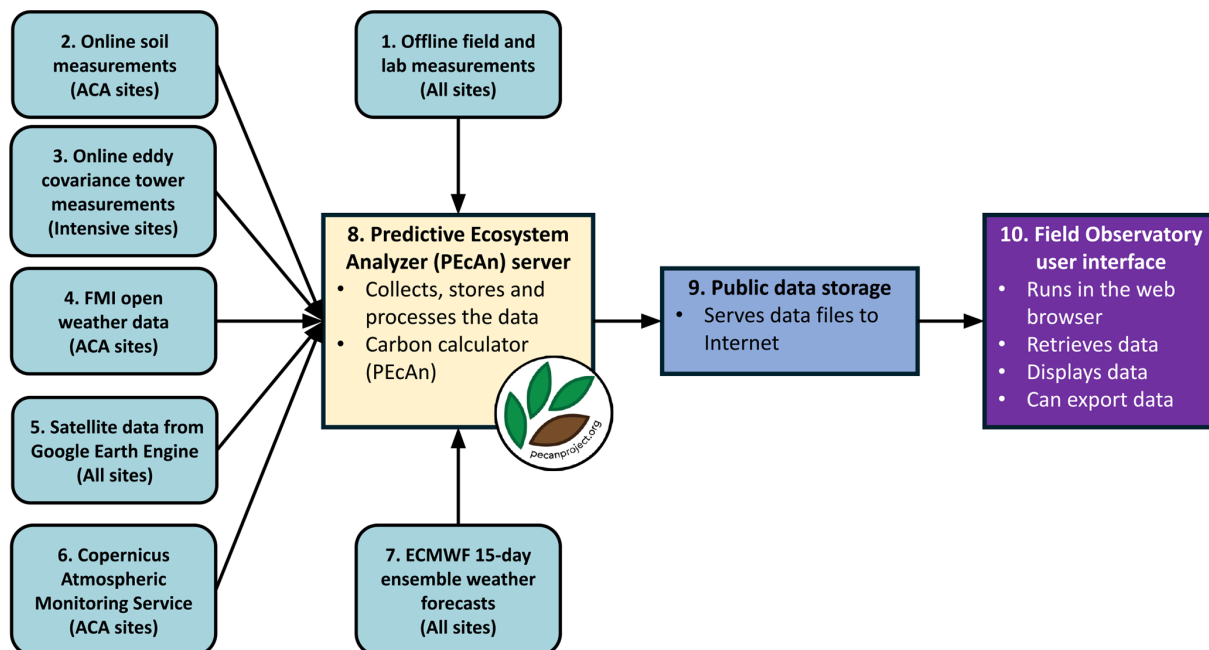 2. Online soil
measurements
(ACA sites)
1. Offline field and
lab measurements
(All sites)
3. Online eddy
covariance tower
measurements
(Intensive sites)
4. FMI open
weather data
(ACA sites)
5. Satellite data from
Google Earth Engine
(All sites)
6. Copernicus
Atmospheric
Monitoring Service
(ACA sites)
7. ECMWF 15-day
ensemble weather
forecasts
(All sites)
8. Predictive Ecosystem
Analyzer (PEcAn) server
• Collects, stores and
processes the data
• Carbon calculator
(PEcAn)
pecanproject.org
9. Public data storage
• Serves data files to
Internet
10. Field Observatory
user interface
• Runs in the web
browser
• Retrieves data
• Displays data
• Can export data